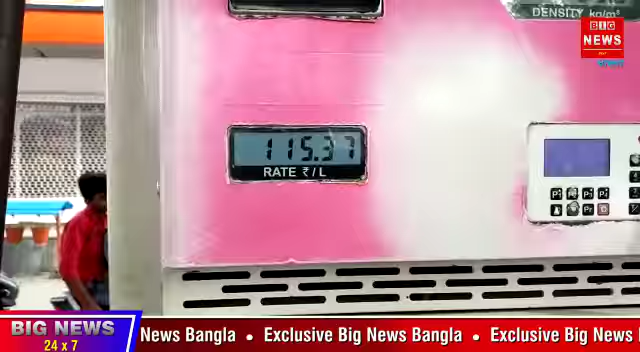 DENSITY kg/m³
BIG
NEWS
115.37
RATE ₹/L
BIG NEWS
24 x 7
News Bangla • Exclusive Big News Bangla • Exclusive Big News